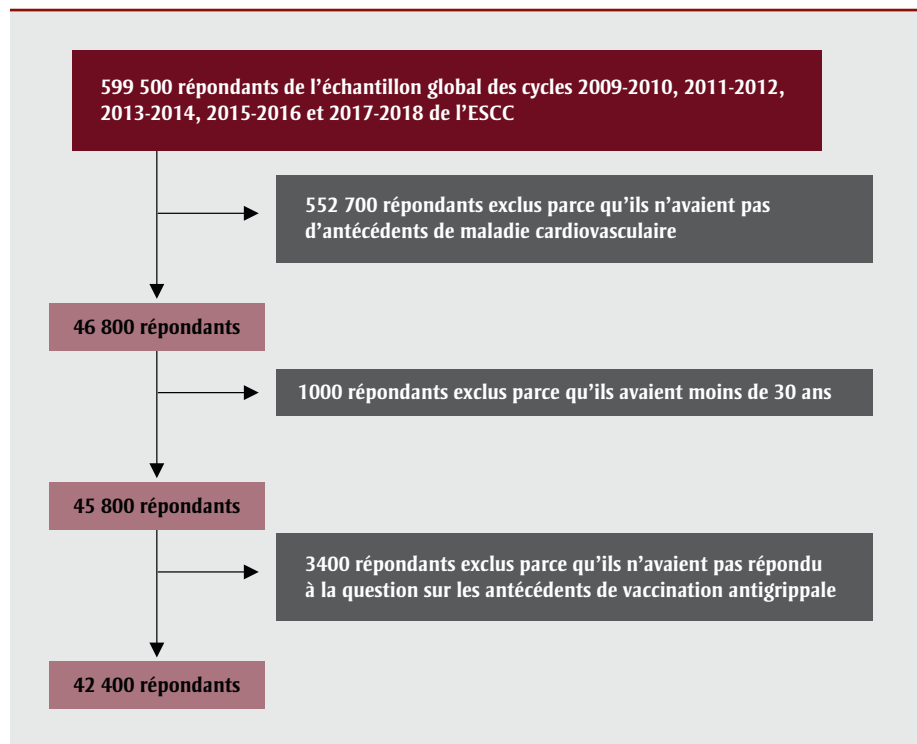 599 500 répondants de l’échantillon global des cycles 2009-2010, 2011-2012,
2013-2014, 2015-2016 et 2017-2018 de l’ESCC
552 700 répondants exclus parce qu’ils n’avaient pas
d’antécédents de maladie cardiovasculaire
46 800 répondants
1000 répondants exclus parce qu’ils avaient moins de 30 ans
45 800 répondants
3400 répondants exclus parce qu’ils n’avaient pas répondu
à la question sur les antécédents de vaccination antigrippale
42 400 répondants